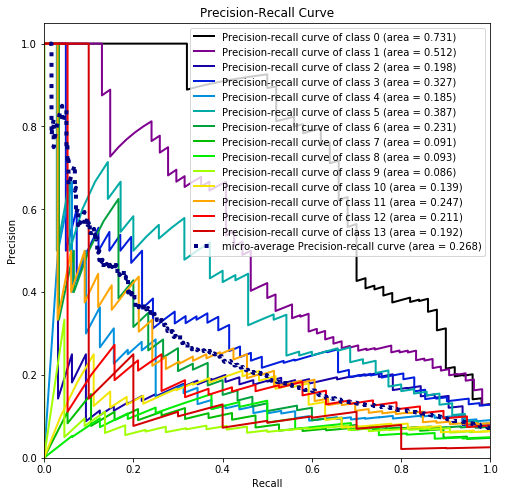 Precision-Recall Curve
Precision-recall curve of class 0 (area = 0.731)
Precision-recall curve of class 1 (area = 0.512)
Precision-recall curve of class 2 (area = 0.198)
Precision-recall curve of class 3 (area = 0.327)
Precision-recall curve of class 4 (area = 0.185)
Precision-recall curve of class 5 (area = 0.387)
Precision-recall curve of class 6 (area = 0.231)
Precision-recall curve of class 7 (area = 0.091)
Precision-recall curve of class 8 (area = 0.093)
Precision-recall curve of class 9 (area = 0.086)
Precision-recall curve of class 10 (area = 0.139)
Precision-recall curve of class 11 (area = 0.247)
Precision-recall curve of class 12 (area = 0.211)
Precision-recall curve of class 13 (area = 0.192)
micro-average Precision-recall curve (area = 0.268)
Precision
1.0
0.8
0.6
0.4
0.2
0.0
0.0 0.2 0.4 0.6 0.8 1.0
Recall